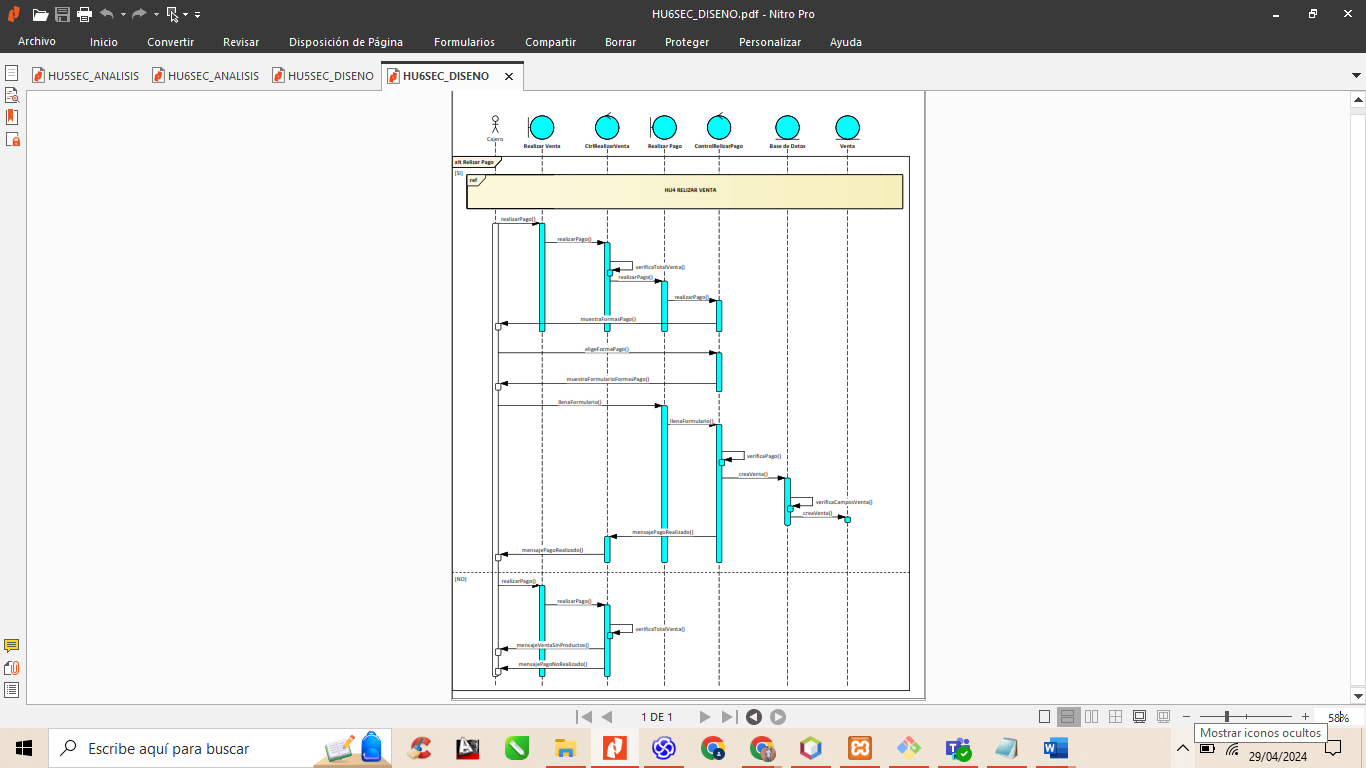 HU6SEC_DISENO.pdf - Nitro Pro
Archivo Inicio Convertir Revisar Disposición de Página Formularios Compartir Borrar Proteger Personalizar Ayuda
HU5SEC_ANALISIS HU6SEC_ANALISIS HU5SEC_DISENO HU6SEC_DISENO
Cajero
Realizar Venta CtrlRealizarVenta Realizar Pago ControlRelizarPago Base de Datos Venta
alt Relizar Pago
[SI]
ref
HU4 RELIZAR VENTA
realizarPago()
realizarPago()
verificaTotalVenta()
realizarPago()
realizarPago()
muestraFormasPago()
eligeFormaPago()
muestraFormularioFormasPago()
llenaFormulario()
llenaFormulario()
verificaPago()
creaVenta()
verificaCamposVenta()
creaVenta()
mensajePagoRealizado()
mensajePagoRealizado()
[NO]
realizarPago()
realizarPago()
verificaTotalVenta()
mensajeVentaSinProductos()
mensajePagoNoRealizado()
1 DE 1
58%
Mostrar iconos ocultos
Escribe aquí para buscar
29/04/2024